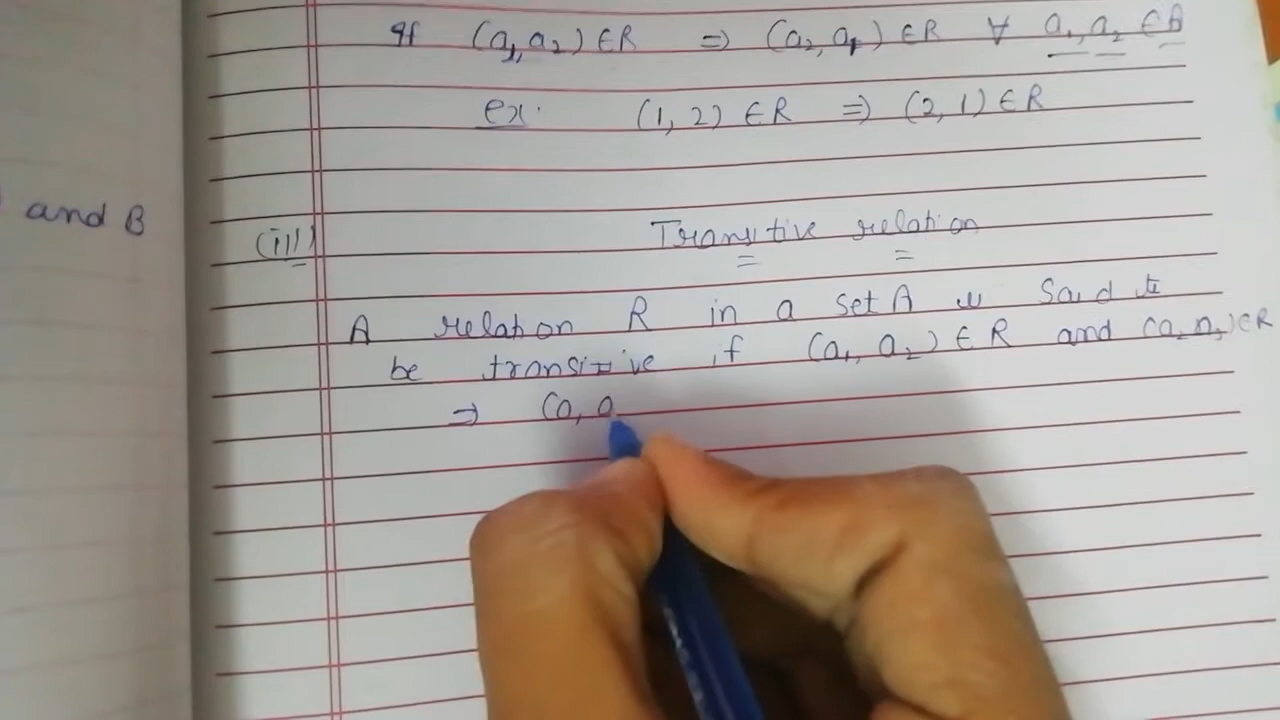 if (a₁, a₂) ∈ R ⇒ (a₂, a₁) ∈ R ∀ a₁, a₂ ∈ A
ex. (1, 2) ∈ R ⇒ (2, 1) ∈ R
and B
(iii) Transitive relation
A relation R in a set A is said to
be transitive if (a₁, a₂) ∈ R and (a₂ a₃) ∈ R
⇒ (a, a